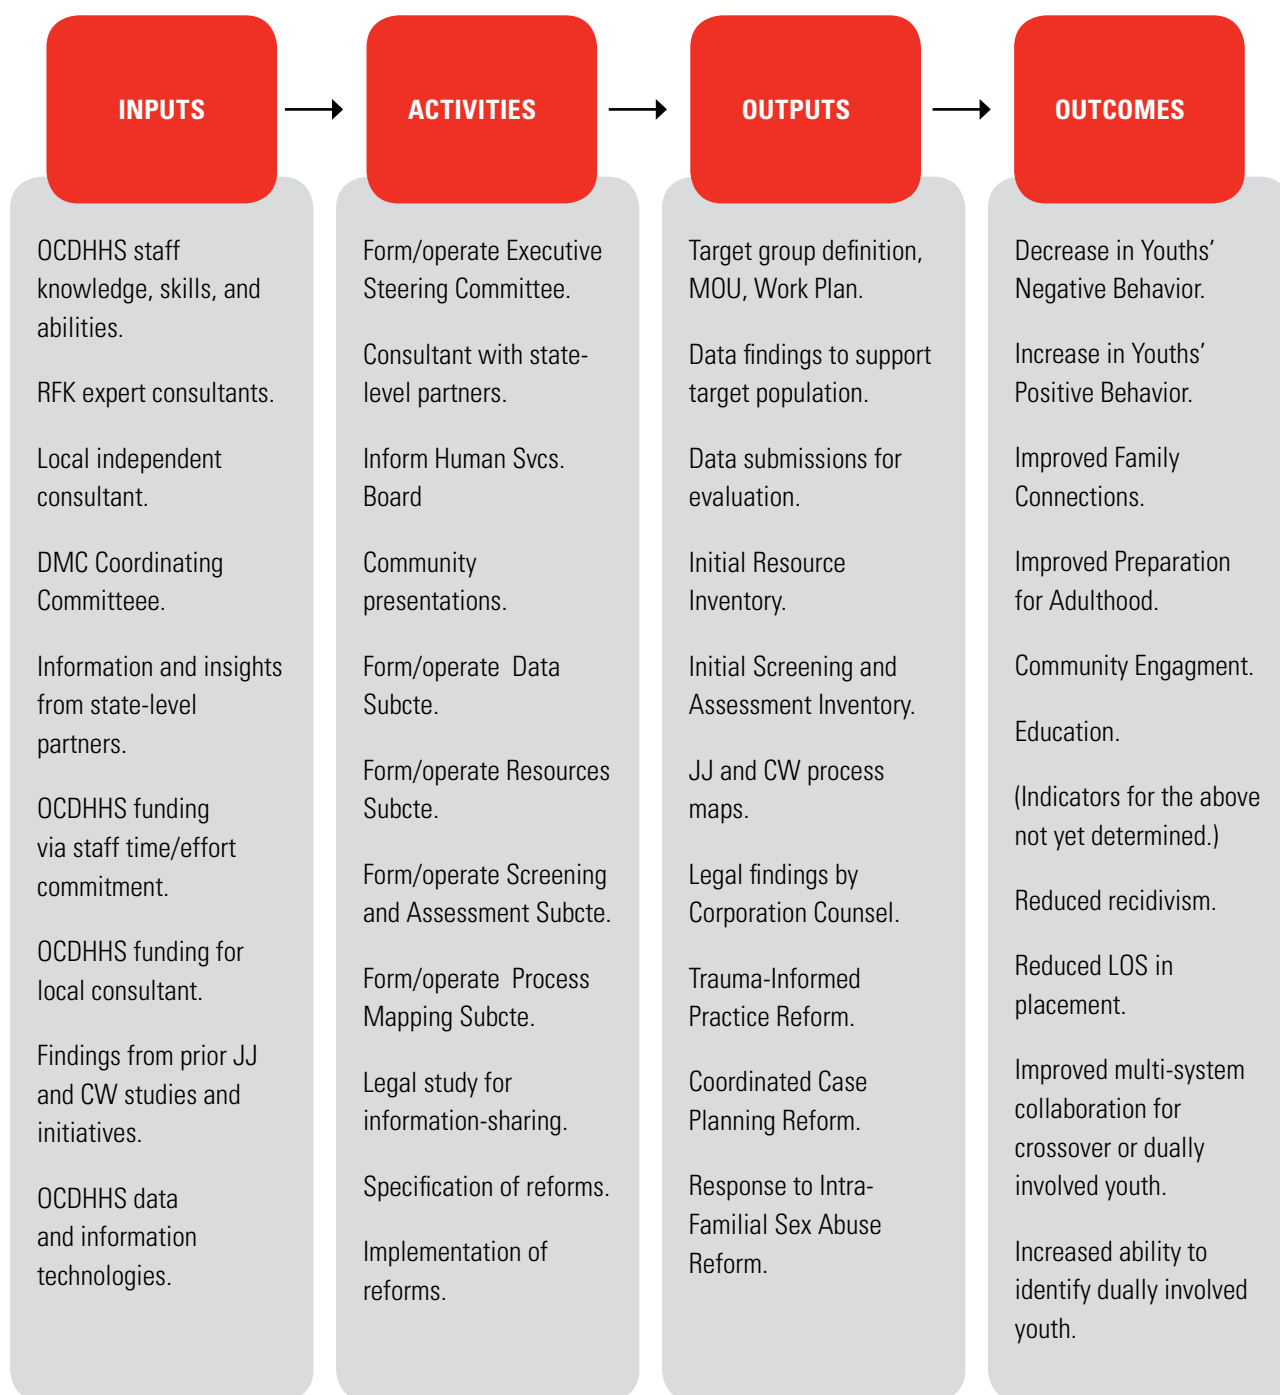 INPUTS
ACTIVITIES
OUTPUTS
OUTCOMES
OCDHHS staff
knowledge, skills, and
abilities.
RFK expert consultants.
Local independent
consultant.
DMC Coordinating
Committeee.
Information and insights
from state-level
partners.
OCDHHS funding
via staff time/effort
commitment.
OCDHHS funding for
local consultant.
Findings from prior JJ
and CW studies and
initiatives.
OCDHHS data
and information
technologies.
Form/operate Executive
Steering Committee.
Consultant with state-
level partners.
Inform Human Svcs.
Board
Community
presentations.
Form/operate Data
Subcte.
Form/operate Resources
Subcte.
Form/operate Screening
and Assessment Subcte.
Form/operate Process
Mapping Subcte.
Legal study for
information-sharing.
Specification of reforms.
Implementation of
reforms.
Target group definition,
MOU, Work Plan.
Data findings to support
target population.
Data submissions for
evaluation.
Initial Resource
Inventory.
Initial Screening and
Assessment Inventory.
JJ and CW process
maps.
Legal findings by
Corporation Counsel.
Trauma-Informed
Practice Reform.
Coordinated Case
Planning Reform.
Response to Intra-
Familial Sex Abuse
Reform.
Decrease in Youths’
Negative Behavior.
Increase in Youths’
Positive Behavior.
Improved Family
Connections.
Improved Preparation
for Adulthood.
Community Engagment.
Education.
(Indicators for the above
not yet determined.)
Reduced recidivism.
Reduced LOS in
placement.
Improved multi-system
collaboration for
crossover or dually
involved youth.
Increased ability to
identify dually involved
youth.